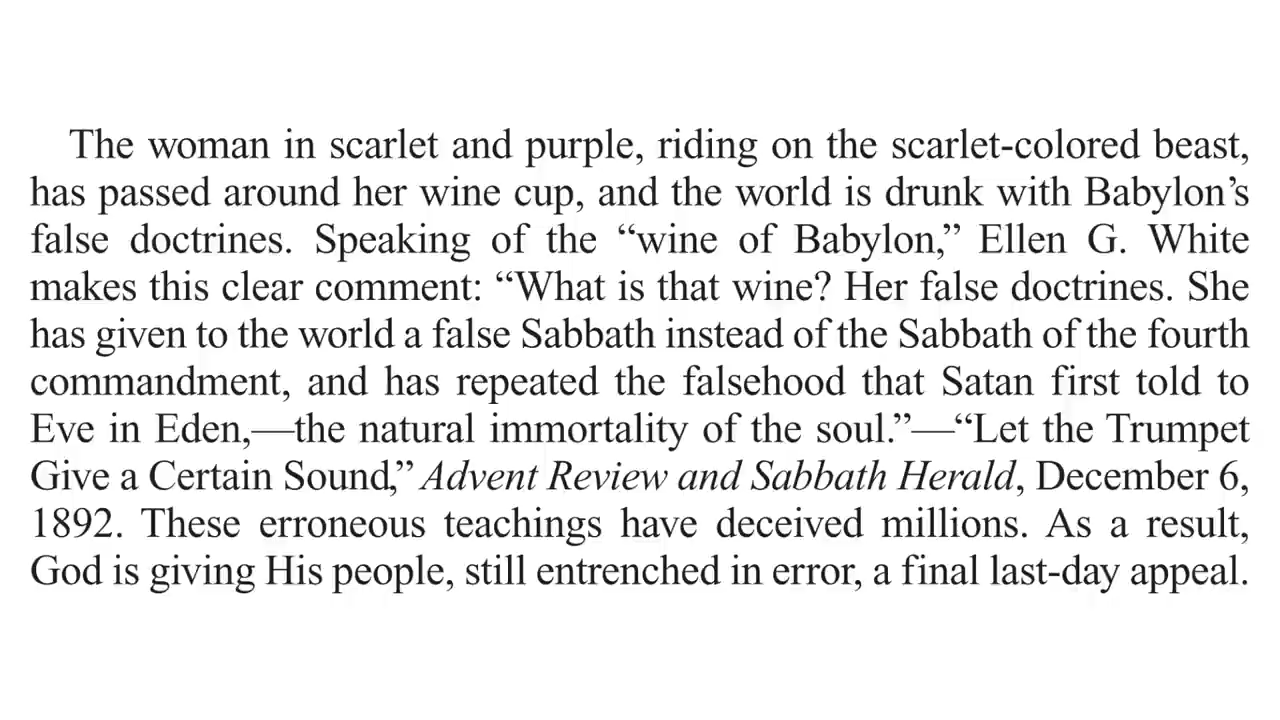 The woman in scarlet and purple, riding on the scarlet-colored beast,
has passed around her wine cup, and the world is drunk with Babylon’s
false doctrines. Speaking of the “wine of Babylon,” Ellen G. White
makes this clear comment: “What is that wine? Her false doctrines. She
has given to the world a false Sabbath instead of the Sabbath of the fourth
commandment, and has repeated the falsehood that Satan first told to
Eve in Eden,—the natural immortality of the soul.”—“Let the Trumpet
Give a Certain Sound,” Advent Review and Sabbath Herald, December 6,
1892. These erroneous teachings have deceived millions. As a result,
God is giving His people, still entrenched in error, a final last-day appeal.